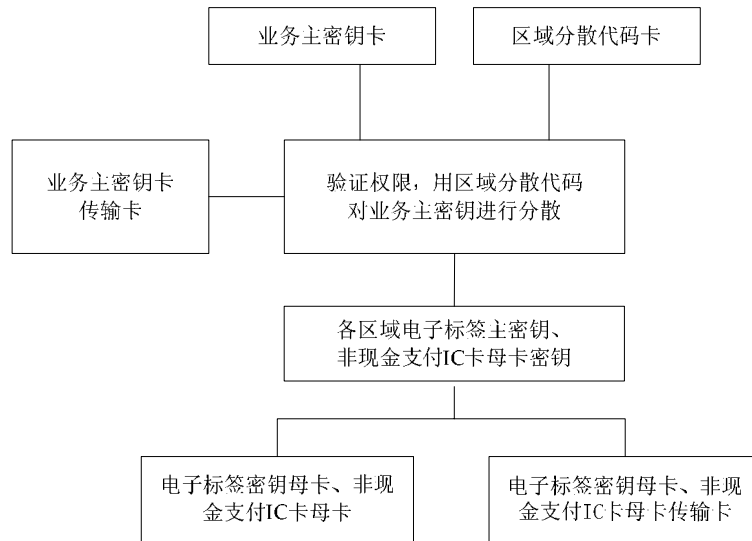 业务主密钥卡
区域分散代码卡
业务主密钥卡
传输卡
验证权限，用区域分散代码
对业务主密钥进行分散
各区域电子标签主密钥、
非现金支付IC卡母卡密钥
电子标签密钥母卡、非现
金支付IC卡母卡
电子标签密钥母卡、非现
金支付IC卡母卡传输卡